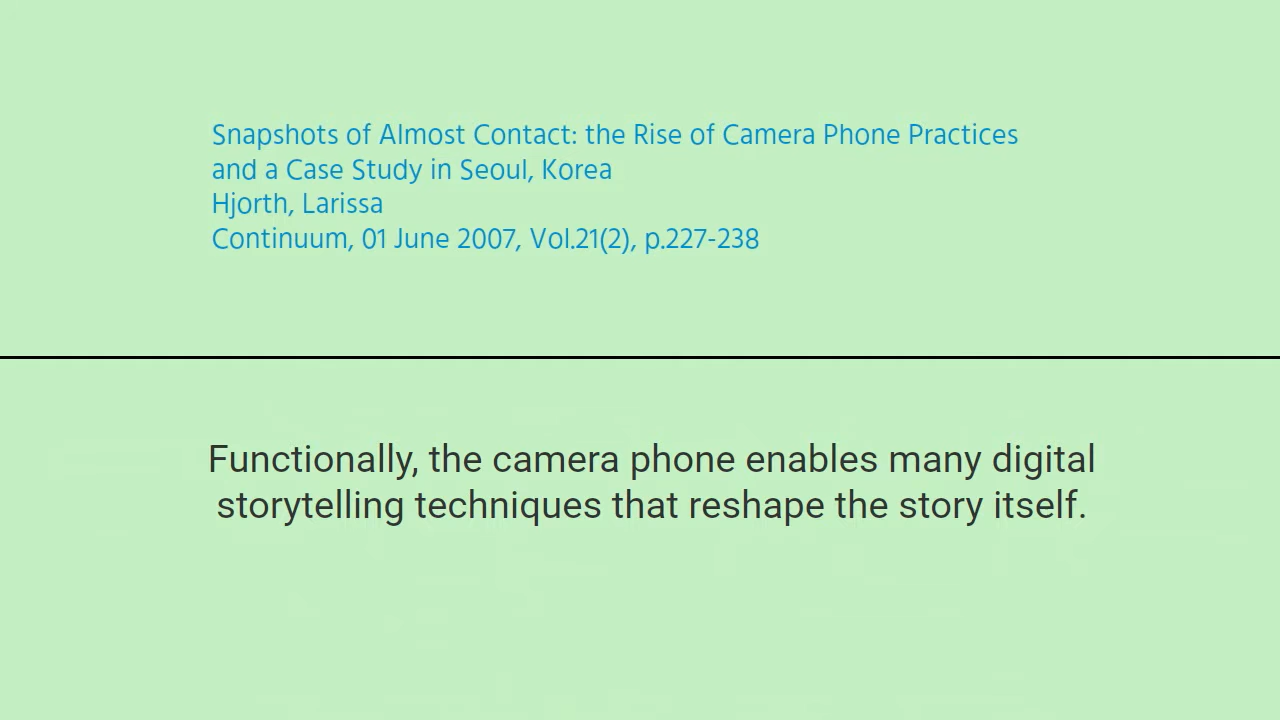 Snapshots of Almost Contact: the Rise of Camera Phone Practices
and a Case Study in Seoul, Korea
Hjorth, Larissa
Continuum, 01 June 2007, Vol.21(2), p.227-238
Functionally, the camera phone enables many digital
storytelling techniques that reshape the story itself.